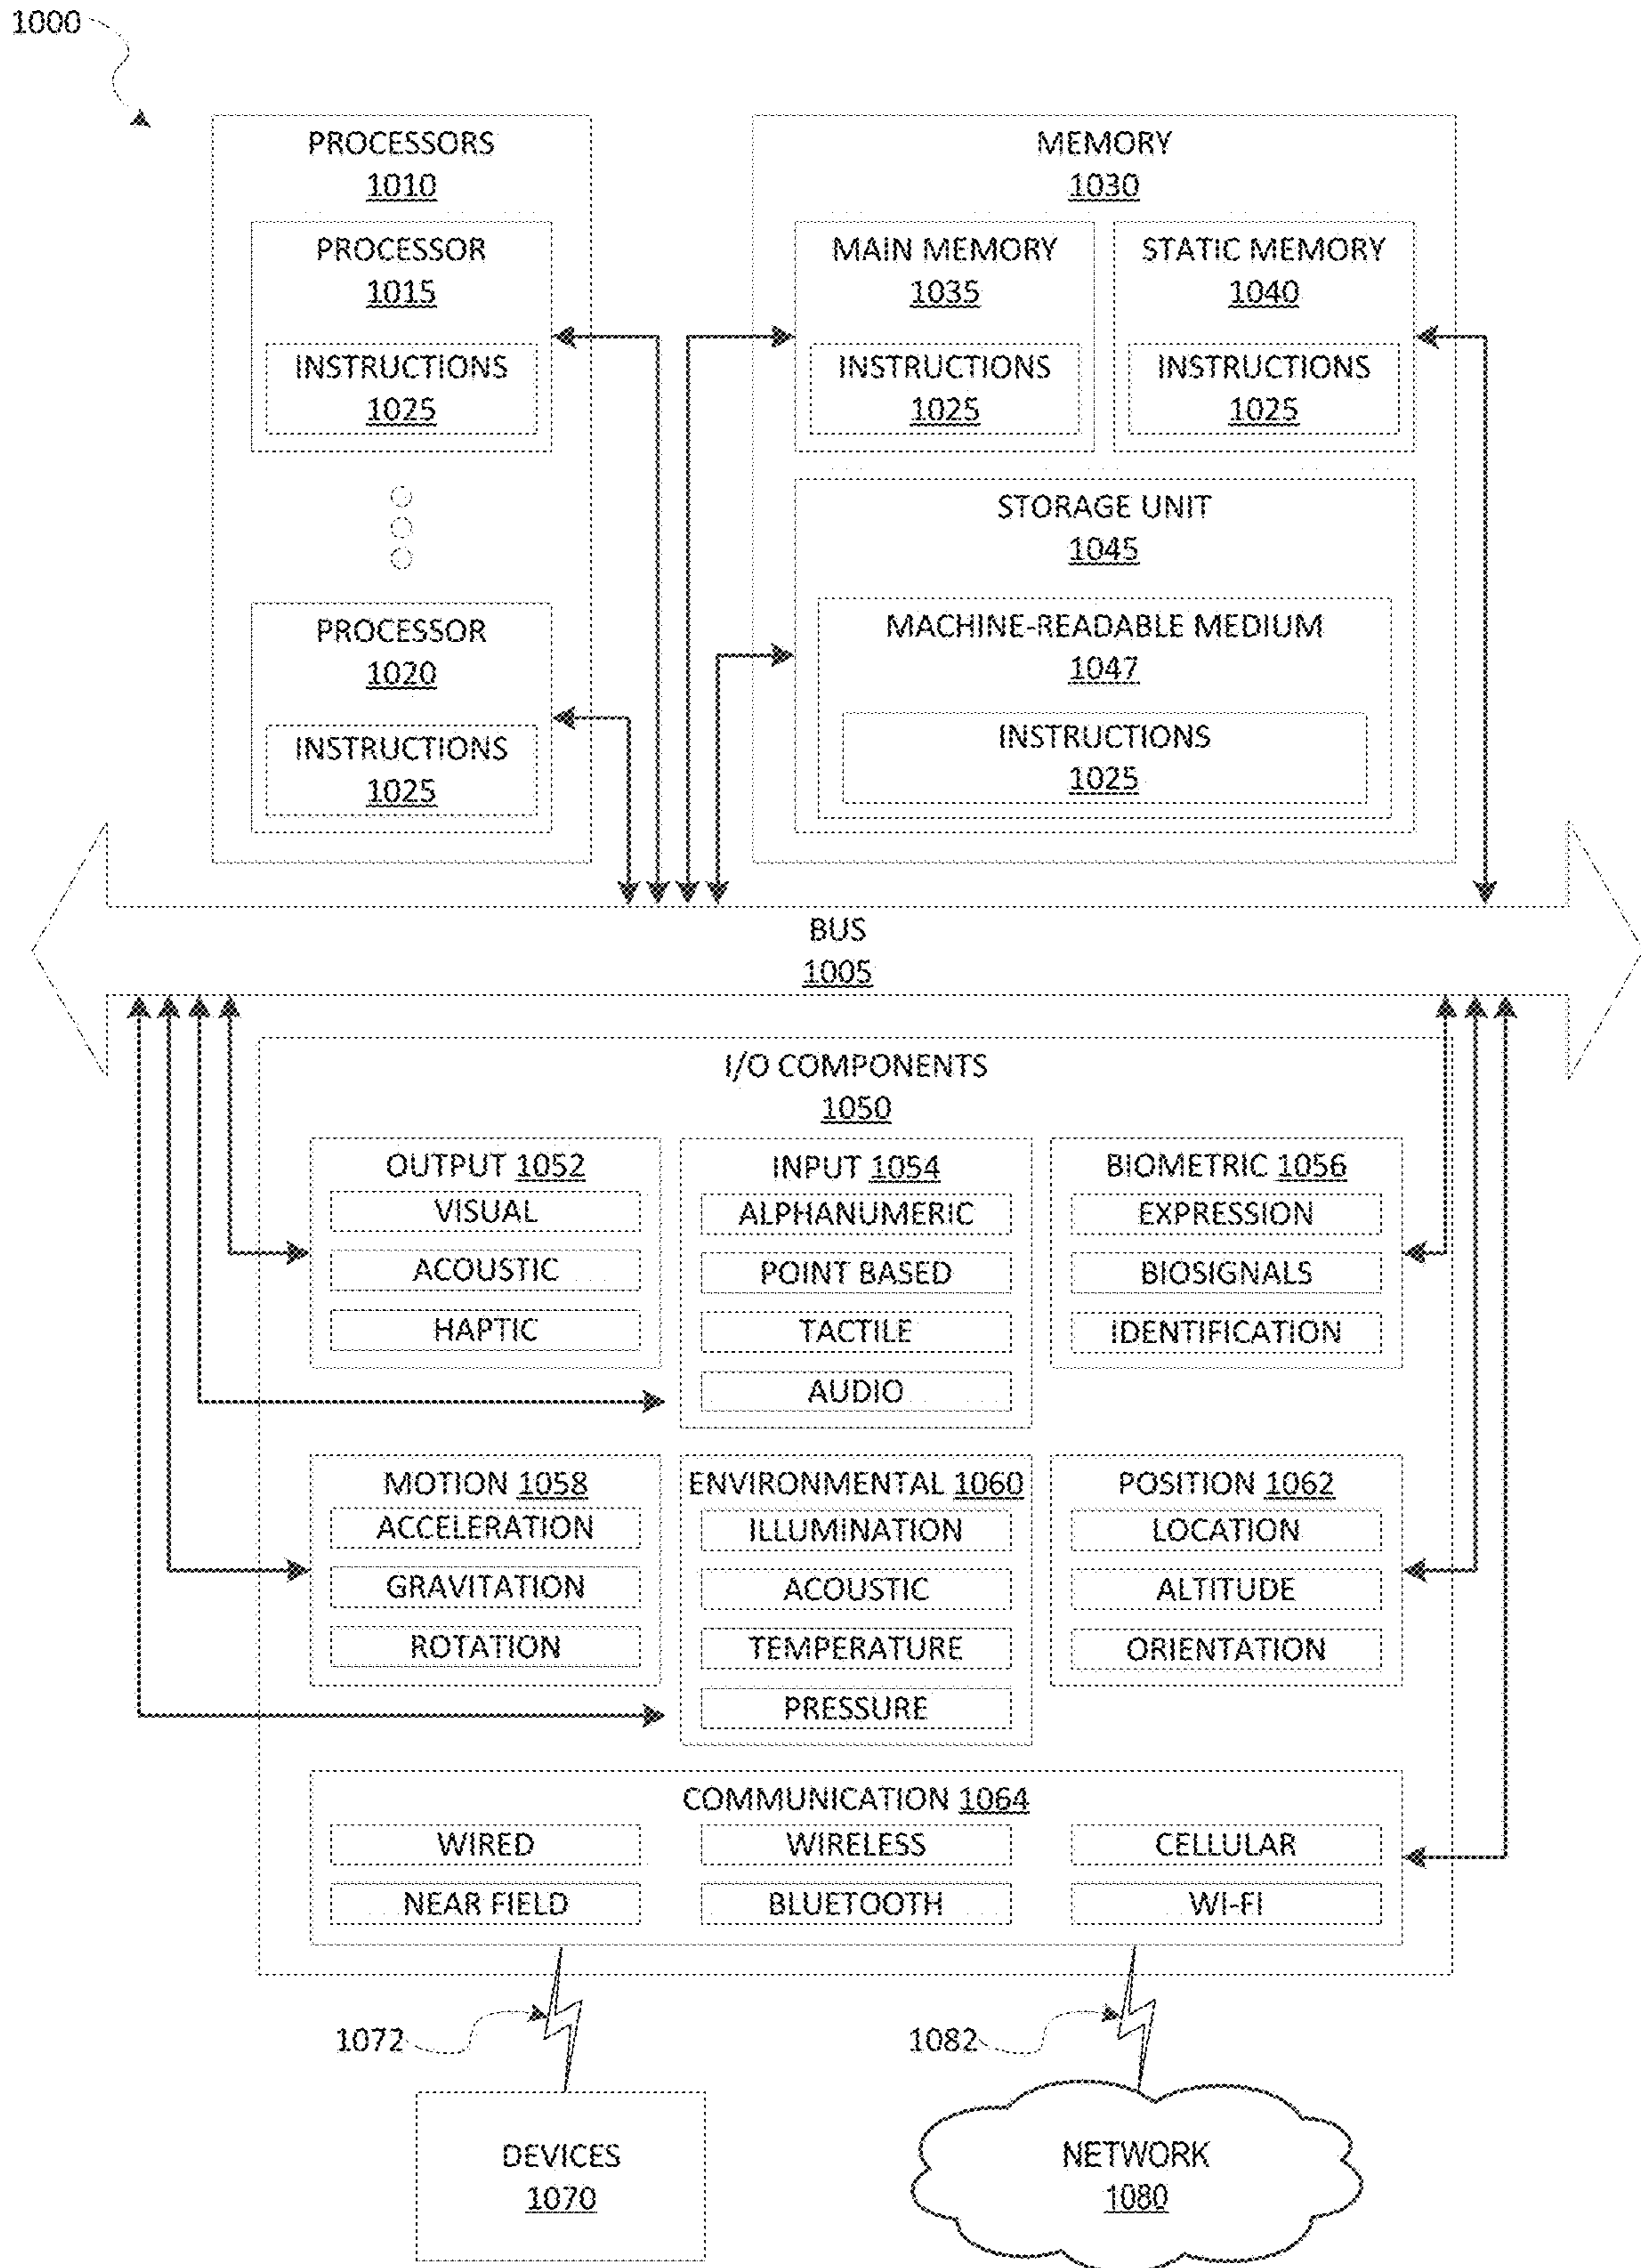 1000
PROCESSORS
1010
PROCESSOR
1015
INSTRUCTIONS
1025
PROCESSOR
1020
INSTRUCTIONS
1025
MEMORY
1030
MAIN MEMORY
1035
INSTRUCTIONS
1025
STATIC MEMORY
1040
INSTRUCTIONS
1025
STORAGE UNIT
1045
MACHINE-READABLE MEDIUM
1047
INSTRUCTIONS
1025
BUS
1005
I/O COMPONENTS
1050
OUTPUT 1052
VISUAL
ACOUSTIC
HAPTIC
INPUT 1054
ALPHANUMERIC
POINT BASED
TACTILE
AUDIO
BIOMETRIC 1056
EXPRESSION
BIOSIGNALS
IDENTIFICATION
MOTION 1058
ACCELERATION
GRAVITATION
ROTATION
ENVIRONMENTAL 1060
ILLUMINATION
ACOUSTIC
TEMPERATURE
PRESSURE
POSITION 1062
LOCATION
ALTITUDE
ORIENTATION
COMMUNICATION 1064
WIRED
WIRELESS
CELLULAR
NEAR FIELD
BLUETOOTH
WI-FI
1072
1082
DEVICES
1070
NETWORK
1080